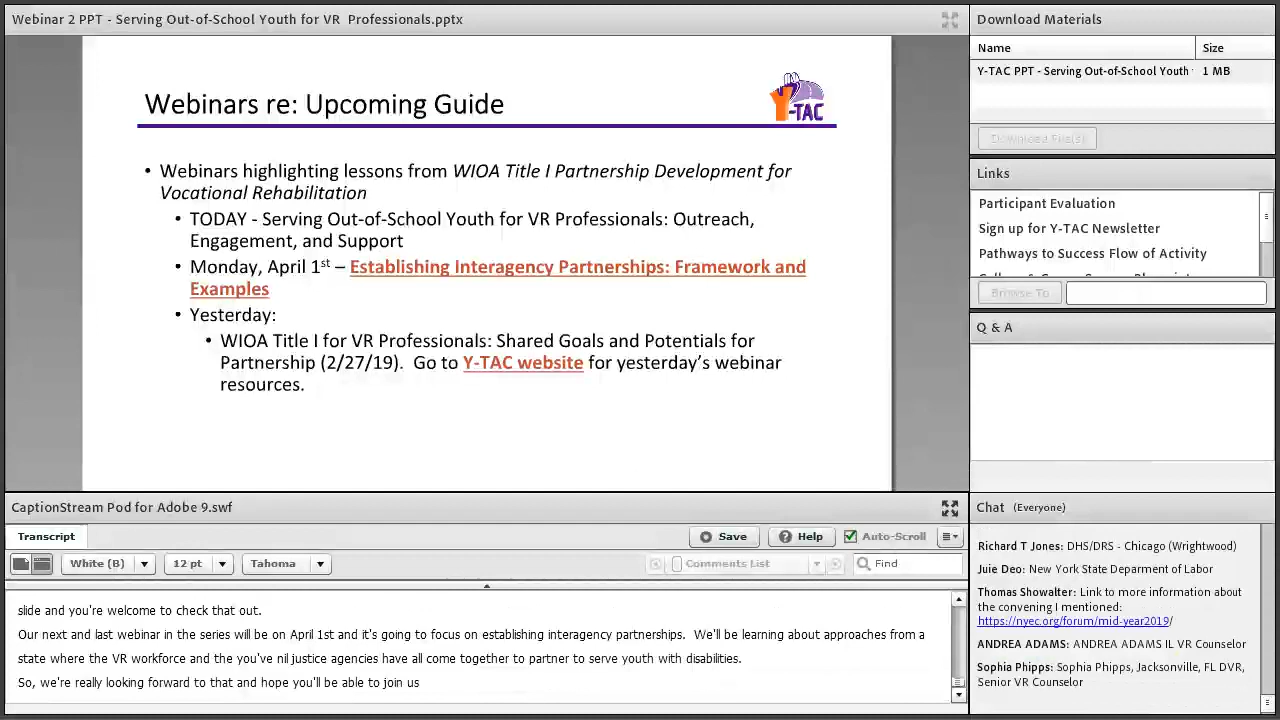 Webinar 2 PPT - Serving Out-of-School Youth for VR Professionals.pptx
Webinars re: Upcoming Guide
Y-TAC
• Webinars highlighting lessons from WIOA Title I Partnership Development for
Vocational Rehabilitation
• TODAY - Serving Out-of-School Youth for VR Professionals: Outreach,
Engagement, and Support
• Monday, April 1st – Establishing Interagency Partnerships: Framework and
Examples
• Yesterday:
• WIOA Title I for VR Professionals: Shared Goals and Potentials for
Partnership (2/27/19). Go to Y-TAC website for yesterday's webinar
resources.
CaptionStream Pod for Adobe 9.swf
Transcript
Save
Help
Auto-Scroll
White (B)
12 pt
Tahoma
Comments List
Find
slide and you're welcome to check that out.
Our next and last webinar in the series will be on April 1st and it's going to focus on establishing interagency partnerships. We'll be learning about approaches from a
state where the VR workforce and the you've nil justice agencies have all come together to partner to serve youth with disabilities.
So, we're really looking forward to that and hope you'll be able to join us
Download Materials
Name Size
Y-TAC PPT - Serving Out-of-School Youth 1 MB
Download File(s)
Links
Participant Evaluation
Sign up for Y-TAC Newsletter
Pathways to Success Flow of Activity
Browse To
Q & A
Chat (Everyone)
Richard T Jones: DHS/DRS - Chicago (Wrightwood)
Juie Deo: New York State Deparment of Labor
Thomas Showalter: Link to more information about
the convening I mentioned:
https://nyec.org/forum/mid-year2019/
ANDREA ADAMS: ANDREA ADAMS IL VR Counselor
Sophia Phipps: Sophia Phipps, Jacksonville, FL DVR,
Senior VR Counselor